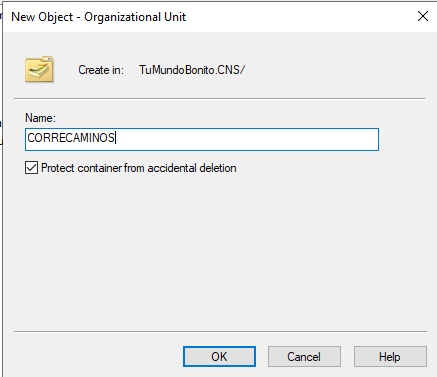 New Object - Organizational Unit
Create in: TuMundoBonito.CNS/
Name:
CORRECAMINOS
Protect container from accidental deletion
OK Cancel Help